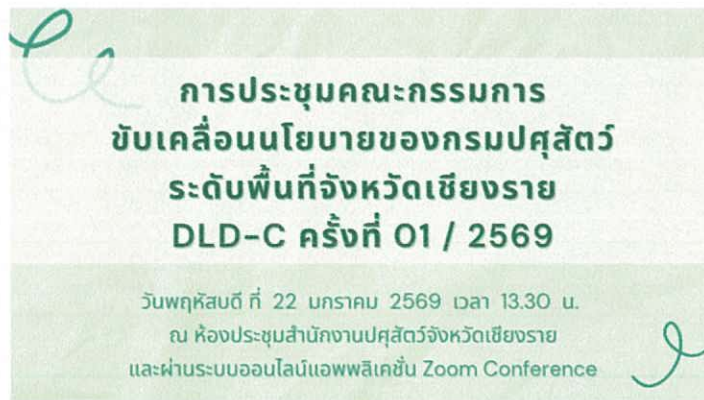 การประชุมคณะกรรมการ
ขับเคลื่อนนโยบายของกรมปศุสัตว์
ระดับพื้นที่จังหวัดเชียงราย
DLD-C ครั้งที่ 01 / 2569
วันพฤหัสบดี ที่ 22 มกราคม 2569 เวลา 13.30 น.
ณ ห้องประชุมสำนักงานปศุสัตว์จังหวัดเชียงราย
และผ่านระบบออนไลน์แอพพลิเคชั่น Zoom Conference